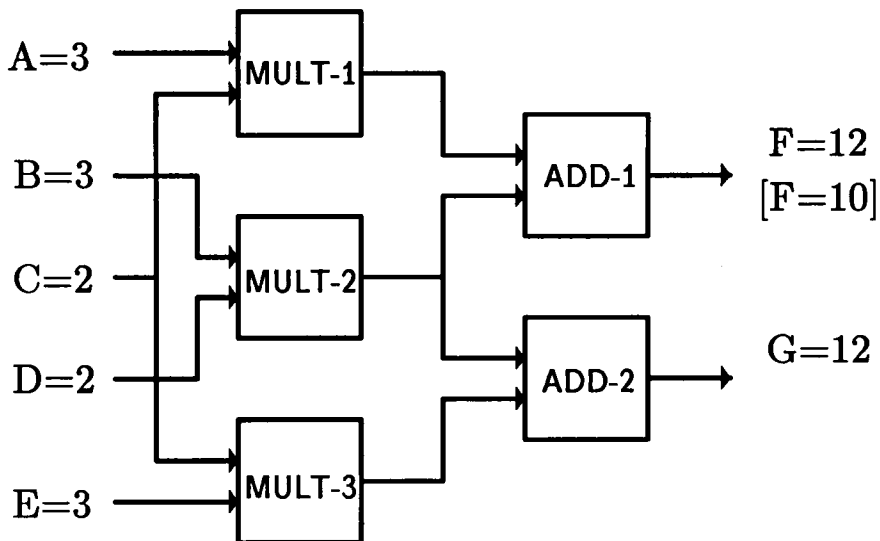 A=3
B=3
C=2
D=2
E=3
MULT-1
MULT-2
MULT-3
ADD-1
ADD-2
F=12
[F=10]
G=12